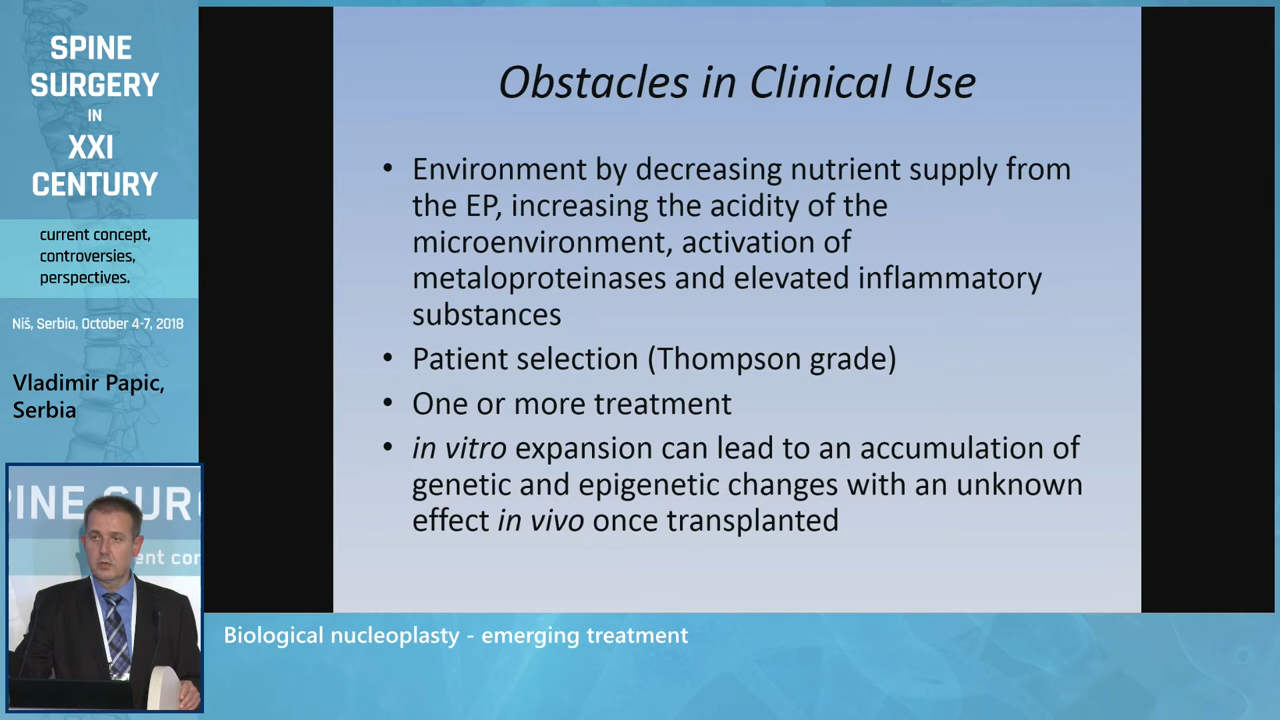 SPINE
SURGERY
IN
XXI
CENTURY
current concept,
controversies,
perspectives.
Niš, Serbia, October 4-7, 2018
Vladimir Papic,
Serbia
PINE SUR
ent con
Obstacles in Clinical Use
• Environment by decreasing nutrient supply from
the EP, increasing the acidity of the
microenvironment, activation of
metaloproteinases and elevated inflammatory
substances
• Patient selection (Thompson grade)
• One or more treatment
• in vitro expansion can lead to an accumulation of
genetic and epigenetic changes with an unknown
effect in vivo once transplanted
Biological nucleoplasty - emerging treatment